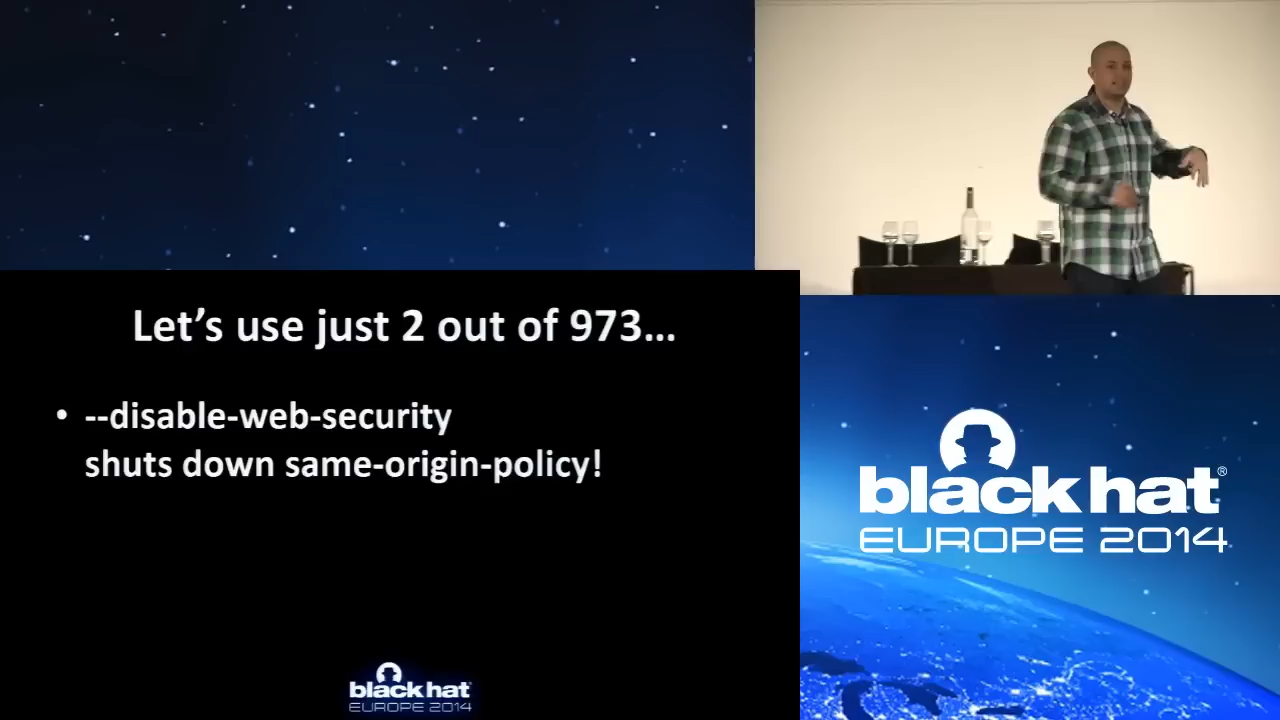 Let's use just 2 out of 973...
• --disable-web-security
shuts down same-origin-policy!
black hat®
EUROPE 2014
black hat®
EUROPE 2014